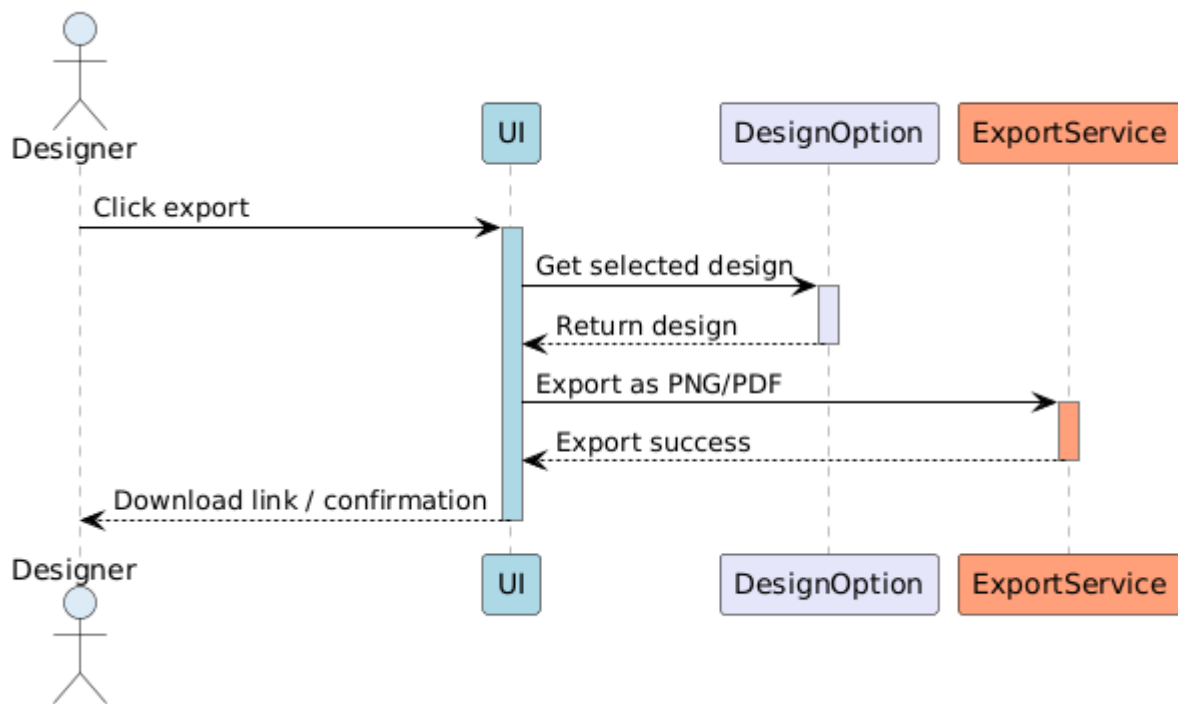 Designer
UI
DesignOption
ExportService
Click export
Get selected design
Return design
Export as PNG/PDF
Export success
Download link / confirmation
Designer
UI
DesignOption
ExportService